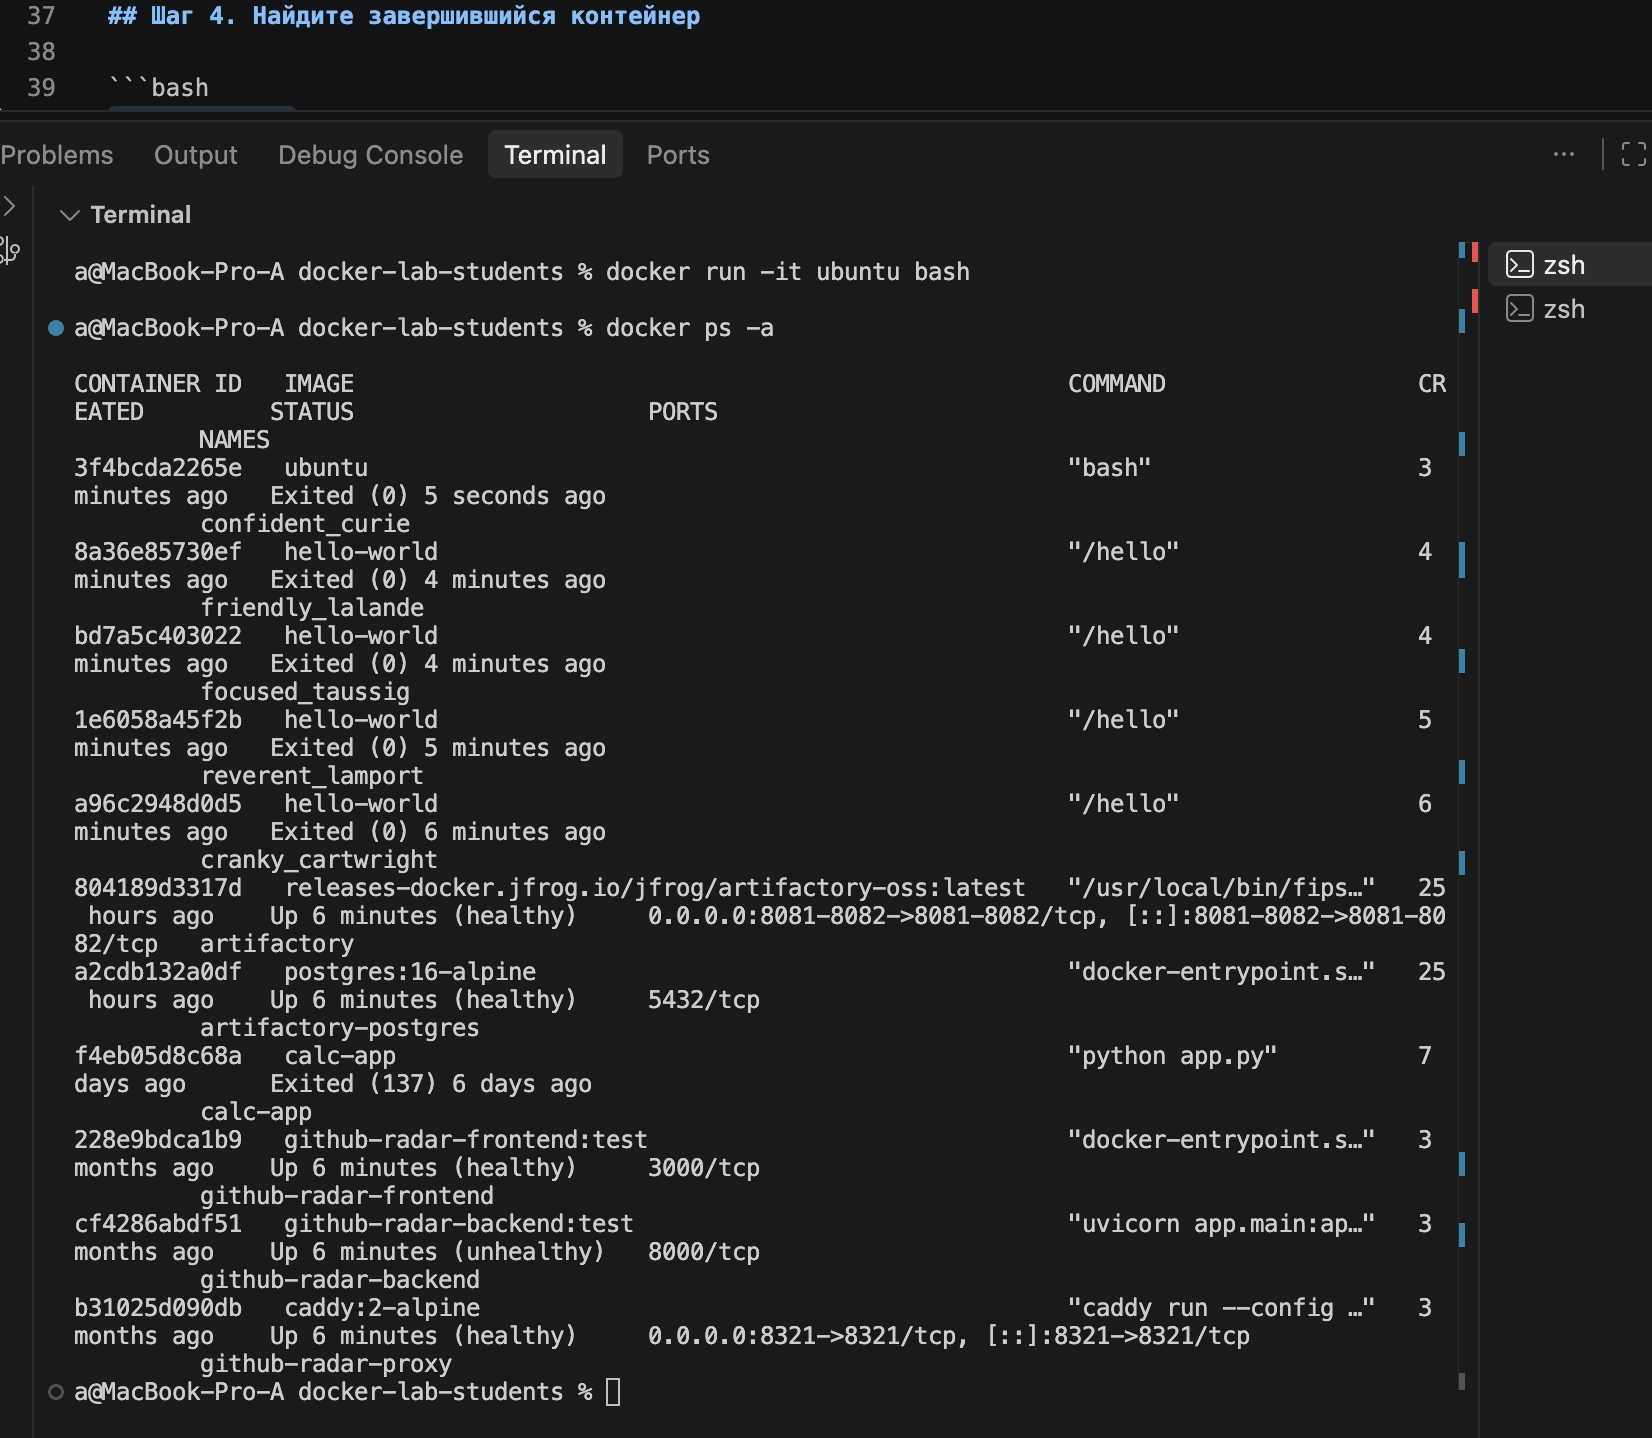 37 ## Шаг 4. Найдите завершившийся контейнер
38
39 ```bash
Problems Output Debug Console Terminal Ports
Terminal
zsh
zsh
a@MacBook-Pro-A docker-lab-students % docker run -it ubuntu bash
a@MacBook-Pro-A docker-lab-students % docker ps -a
CONTAINER ID   IMAGE                                                   COMMAND                  CR
EATED         STATUS                     PORTS
         NAMES
3f4bcda2265e   ubuntu                                                  "bash"                   3
minutes ago   Exited (0) 5 seconds ago
         confident_curie
8a36e85730ef   hello-world                                             "/hello"                 4
minutes ago   Exited (0) 4 minutes ago
         friendly_lalande
bd7a5c403022   hello-world                                             "/hello"                 4
minutes ago   Exited (0) 4 minutes ago
         focused_taussig
1e6058a45f2b   hello-world                                             "/hello"                 5
minutes ago   Exited (0) 5 minutes ago
         reverent_lamport
a96c2948d0d5   hello-world                                             "/hello"                 6
minutes ago   Exited (0) 6 minutes ago
         cranky_cartwright
804189d3317d   releases-docker.jfrog.io/jfrog/artifactory-oss:latest   "/usr/local/bin/fips…"   25
 hours ago    Up 6 minutes (healthy)     0.0.0.0:8081-8082->8081-8082/tcp, [::]:8081-8082->8081-80
82/tcp   artifactory
a2cdb132a0df   postgres:16-alpine                                      "docker-entrypoint.s…"   25
 hours ago    Up 6 minutes (healthy)     5432/tcp
         artifactory-postgres
f4eb05d8c68a   calc-app                                                "python app.py"          7
days ago      Exited (137) 6 days ago
         calc-app
228e9bdca1b9   github-radar-frontend:test                              "docker-entrypoint.s…"   3
months ago    Up 6 minutes (healthy)     3000/tcp
         github-radar-frontend
cf4286abdf51   github-radar-backend:test                               "uvicorn app.main:ap…"   3
months ago    Up 6 minutes (unhealthy)   8000/tcp
         github-radar-backend
b31025d090db   caddy:2-alpine                                          "caddy run --config …"   3
months ago    Up 6 minutes (healthy)     0.0.0.0:8321->8321/tcp, [::]:8321->8321/tcp
         github-radar-proxy
a@MacBook-Pro-A docker-lab-students %